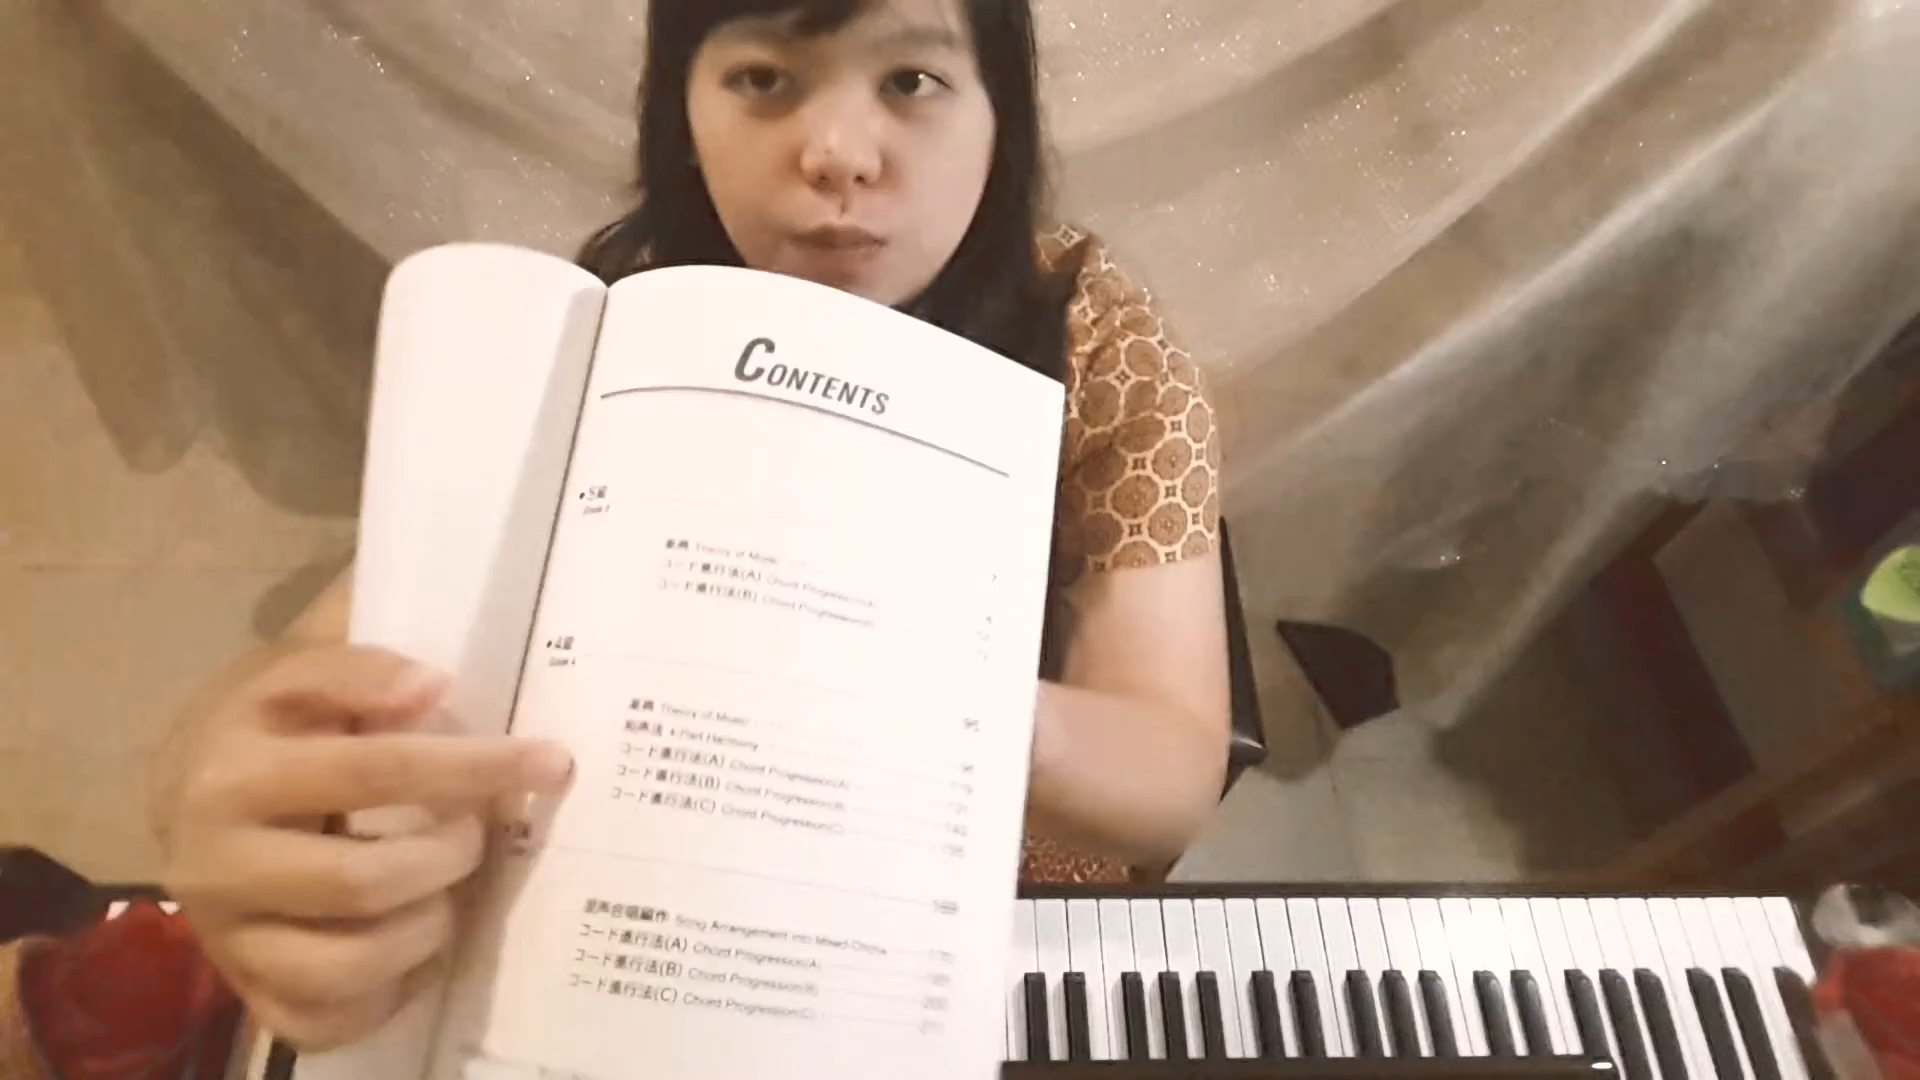 CONTENTS
•5級
楽典 Theory of Music
コード進行法(A) Chord Progression(A)
コード進行法(B) Chord Progression(B)
•4級
楽典 Theory of Music 95
和声法 4 Part Harmony 96
コード進行法(A) Chord Progression(A)
コード進行法(B) Chord Progression(B)
コード進行法(C) Chord Progression(C)
169
混声合唱編作 Song Arrangement into Mixed-Chorus 170
コード進行法(A) Chord Progression(A)
コード進行法(B) Chord Progression(B) 200
コード進行法(C) Chord Progression(C)